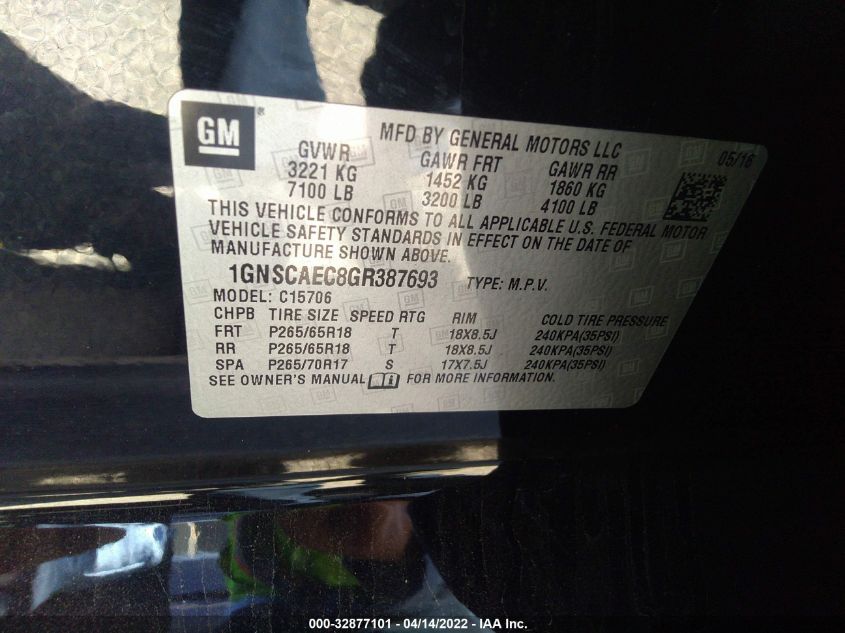 GM ®
MFD BY GENERAL MOTORS LLC
05/16
GVWR GAWR FRT GAWR RR
3221 KG 1452 KG 1860 KG
7100 LB 3200 LB 4100 LB
THIS VEHICLE CONFORMS TO ALL APPLICABLE U.S. FEDERAL MOTOR
VEHICLE SAFETY STANDARDS IN EFFECT ON THE DATE OF
MANUFACTURE SHOWN ABOVE.
1GNSCAEC8GR387693 TYPE: M.P.V.
MODEL: C15706
CHPB TIRE SIZE SPEED RTG RIM COLD TIRE PRESSURE
FRT P265/65R18 T 18X8.5J 240KPA(35PSI)
RR P265/65R18 T 18X8.5J 240KPA(35PSI)
SPA P265/70R17 S 17X7.5J 240KPA(35PSI)
SEE OWNER'S MANUAL FOR MORE INFORMATION.
000-32877101 - 04/14/2022 - IAA Inc.